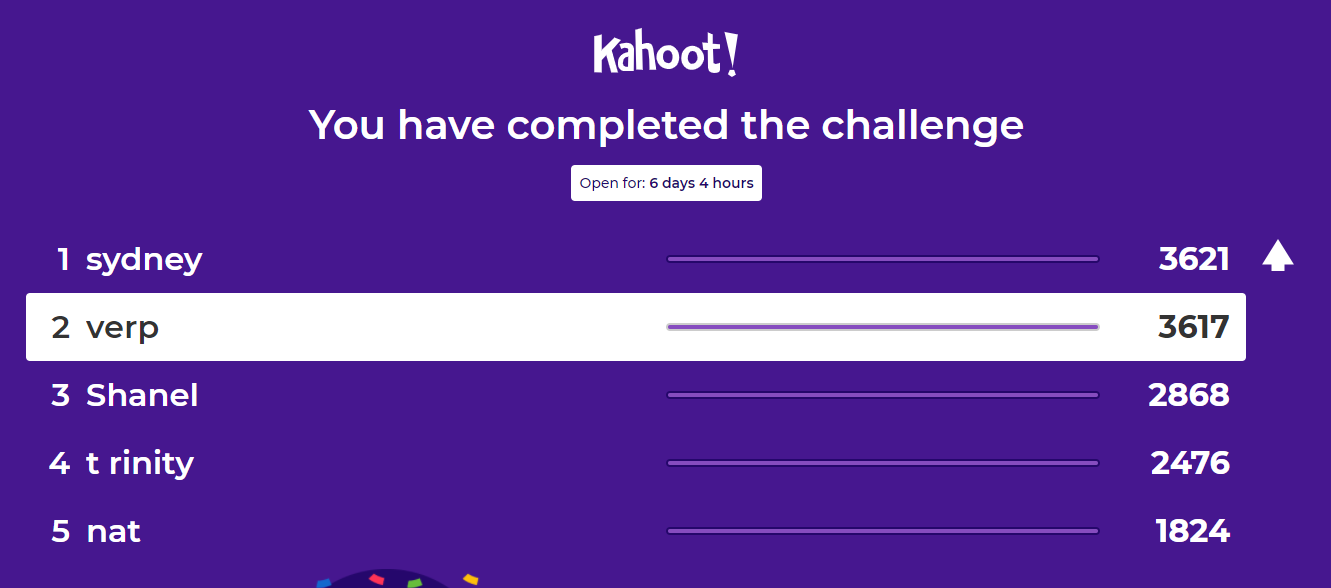 Kahoot!
You have completed the challenge
Open for: 6 days 4 hours
1 sydney 3621
2 verp 3617
3 Shanel 2868
4 t rinity 2476
5 nat 1824